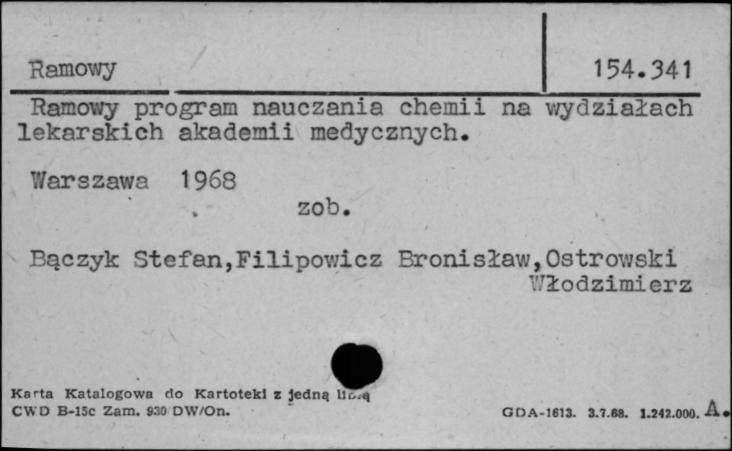 Ramowy 154.341
Ramowy program nauczania chemii na wydziałach
lekarskich akademii medycznych.
Warszawa 1968
zob.
Bączyk Stefan,Filipowicz Bronisław,Ostrowski
Włodzimierz
Karta Katalogowa do Kartoteki z jedną
CWD B-15c Zam. 930 DW/On. GDA-1613. 3.7.68. 1.242.000. A.